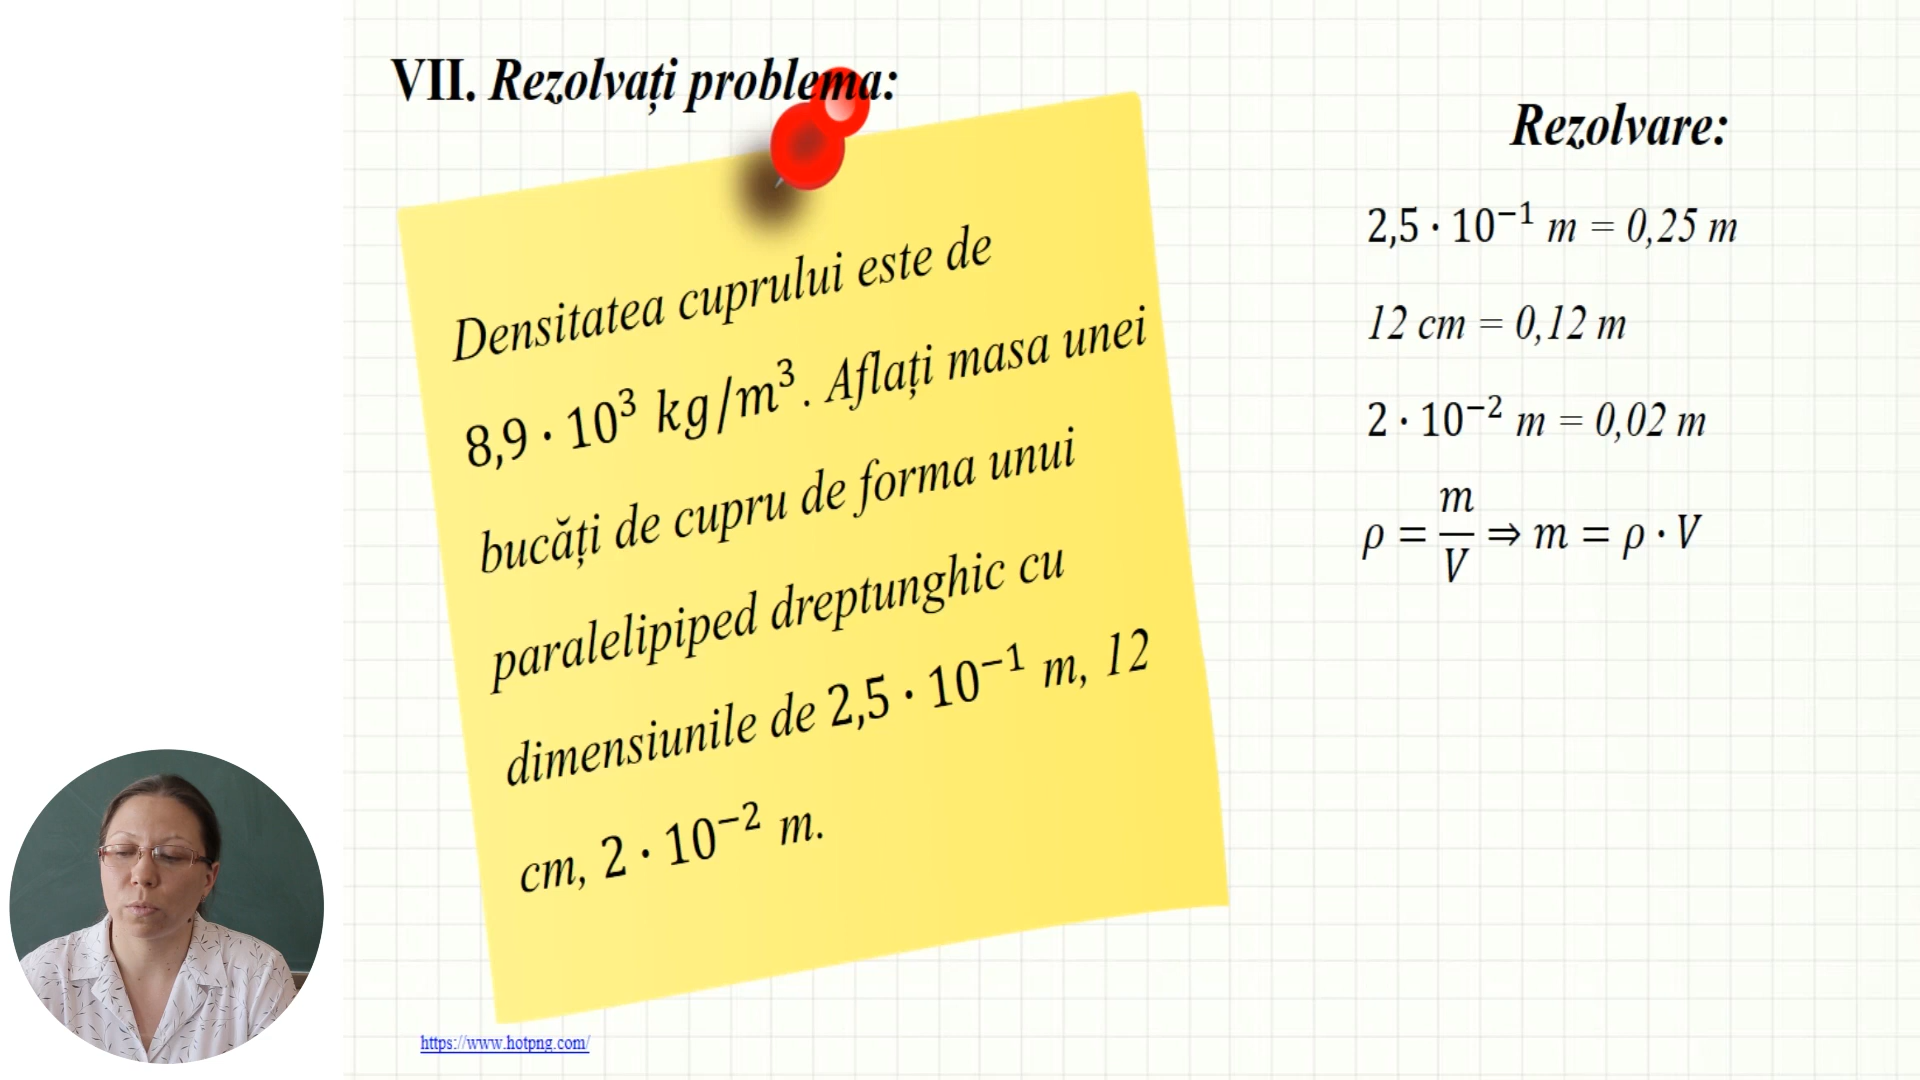 VII. Rezolvați problema:
Densitatea cuprului este de
8,9 · 10³ kg/m³. Aflați masa unei
bucăți de cupru de forma unui
paralelipiped dreptunghic cu
dimensiunile de 2,5 · 10⁻¹ m, 12
cm, 2 · 10⁻² m.
https://www.hotpng.com/
Rezolvare:
2,5 · 10⁻¹ m = 0,25 m
12 cm = 0,12 m
2 · 10⁻² m = 0,02 m
ρ = m/V ⇒ m = ρ · V